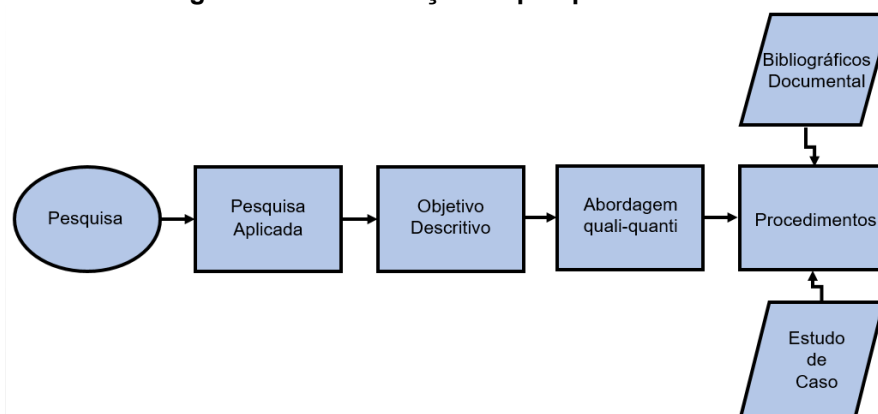 Bibliográficos
Documental
Pesquisa
Pesquisa
Aplicada
Objetivo
Descritivo
Abordagem
quali-quanti
Procedimentos
Estudo
de
Caso